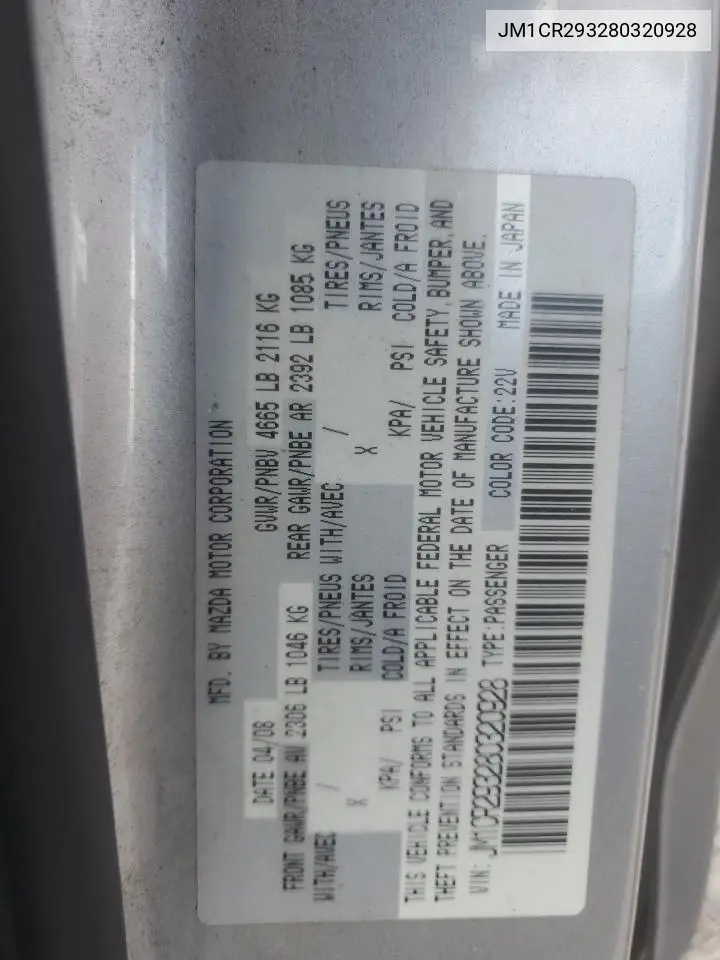 JM1CR293280320928
MFD. BY MAZDA MOTOR CORPORATION
DATE 04/08 GVWR/PNBV 4665 LB 2116 KG
FRONT GAWR/PNBE AV 2306 LB 1046 KG REAR GAWR/PNBE AR 2392 LB 1085 KG
WITH/AVEC / TIRES/PNEUS WITH/AVEC / TIRES/PNEUS
X RIMS/JANTES X RIMS/JANTES
KPA/ PSI COLD/A FROID KPA/ PSI COLD/A FROID
THIS VEHICLE CONFORMS TO ALL APPLICABLE FEDERAL MOTOR VEHICLE SAFETY, BUMPER, AND
THEFT PREVENTION STANDARDS IN EFFECT ON THE DATE OF MANUFACTURE SHOWN ABOVE.
VIN: JM1CR293280320928 TYPE:PASSENGER COLOR CODE:22V MADE IN JAPAN